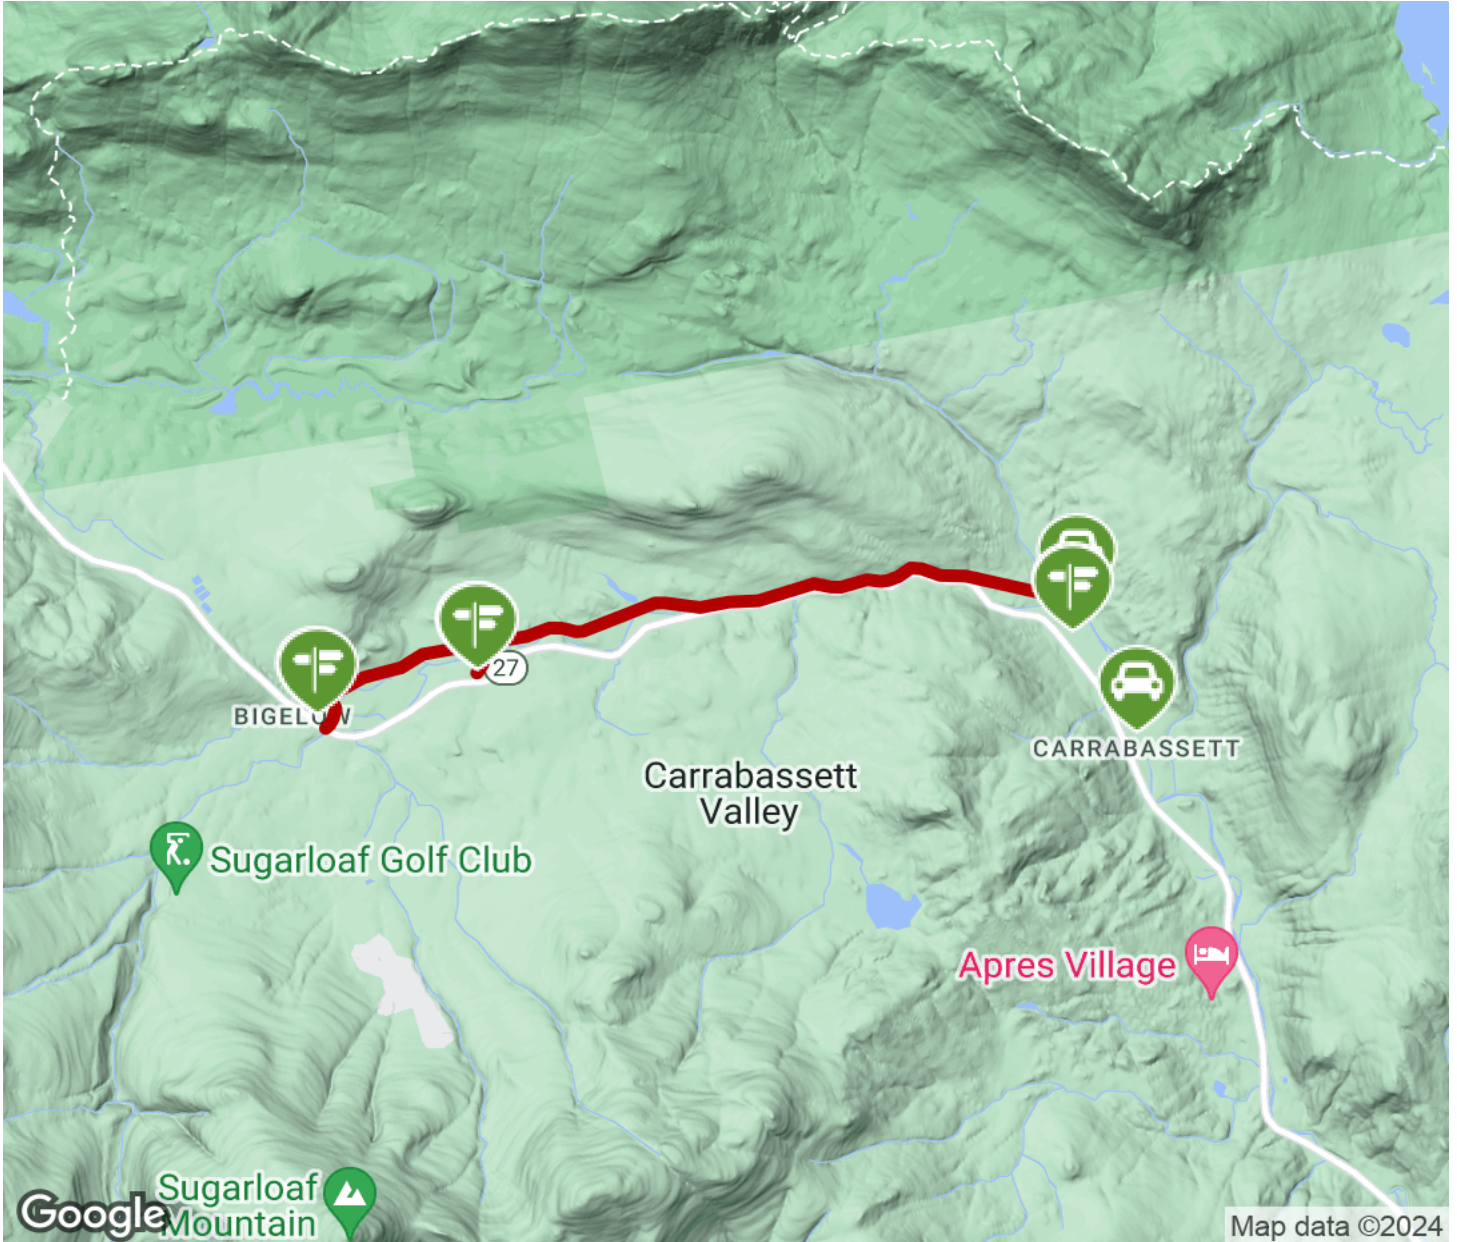 27
BIGELOW
CARRABASSETT
Carrabassett
Valley
Sugarloaf Golf Club
Apres Village
Sugarloaf
Mountain
Google
Map data ©2024